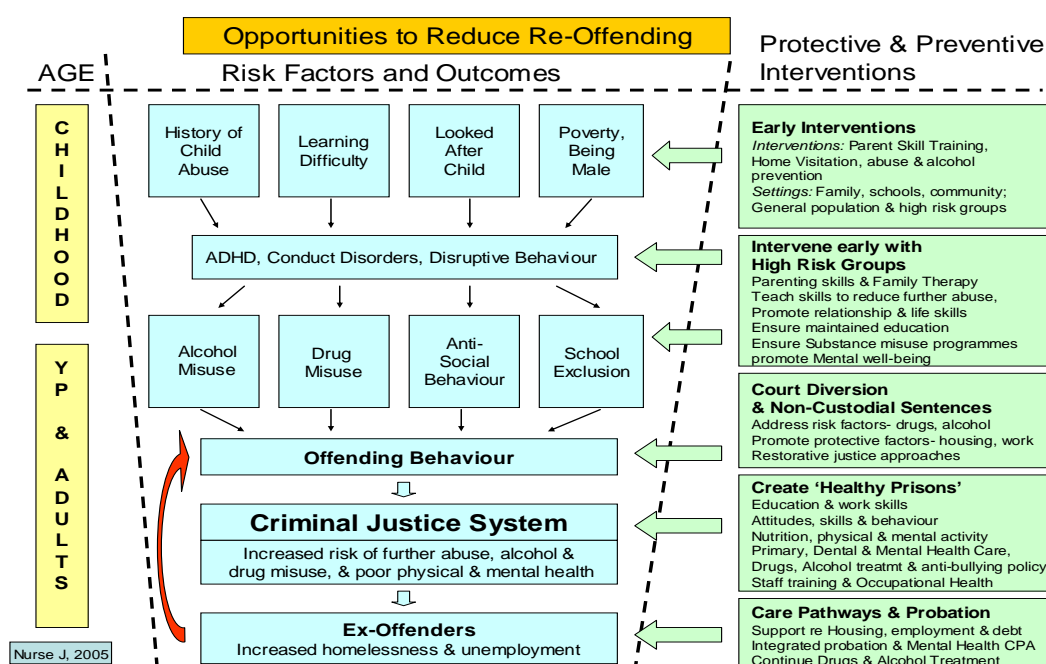 Opportunities to Reduce Re-Offending
AGE
Risk Factors and Outcomes
Protective & Preventive
Interventions
C
H
I
L
D
H
O
O
D
History of
Child
Abuse
Learning
Difficulty
Looked
After
Child
Poverty,
Being
Male
Early Interventions
Interventions: Parent Skill Training,
Home Visitation, abuse & alcohol
prevention
Settings: Family, schools, community;
General population & high risk groups
ADHD, Conduct Disorders, Disruptive Behaviour
Intervene early with
High Risk Groups
Parenting skills & Family Therapy
Teach skills to reduce further abuse,
Promote relationship & life skills
Ensure maintained education
Ensure Substance misuse programmes
promote Mental well-being
Y
P
&
A
D
U
L
T
S
Alcohol
Misuse
Drug
Misuse
Anti-
Social
Behaviour
School
Exclusion
Court Diversion
& Non-Custodial Sentences
Address risk factors- drugs, alcohol
Promote protective factors- housing, work
Restorative justice approaches
Offending Behaviour
Criminal Justice System
Increased risk of further abuse, alcohol &
drug misuse, & poor physical & mental health
Create ‘Healthy Prisons’
Education & work skills
Attitudes, skills & behaviour
Nutrition, physical & mental activity
Primary, Dental & Mental Health Care,
Drugs, Alcohol treatmt & anti-bullying policy
Staff training & Occupational Health
Ex-Offenders
Increased homelessness & unemployment
Care Pathways & Probation
Support re Housing, employment & debt
Integrated probation & Mental Health CPA
Continue Drugs & Alcohol Treatment
Nurse J, 2005